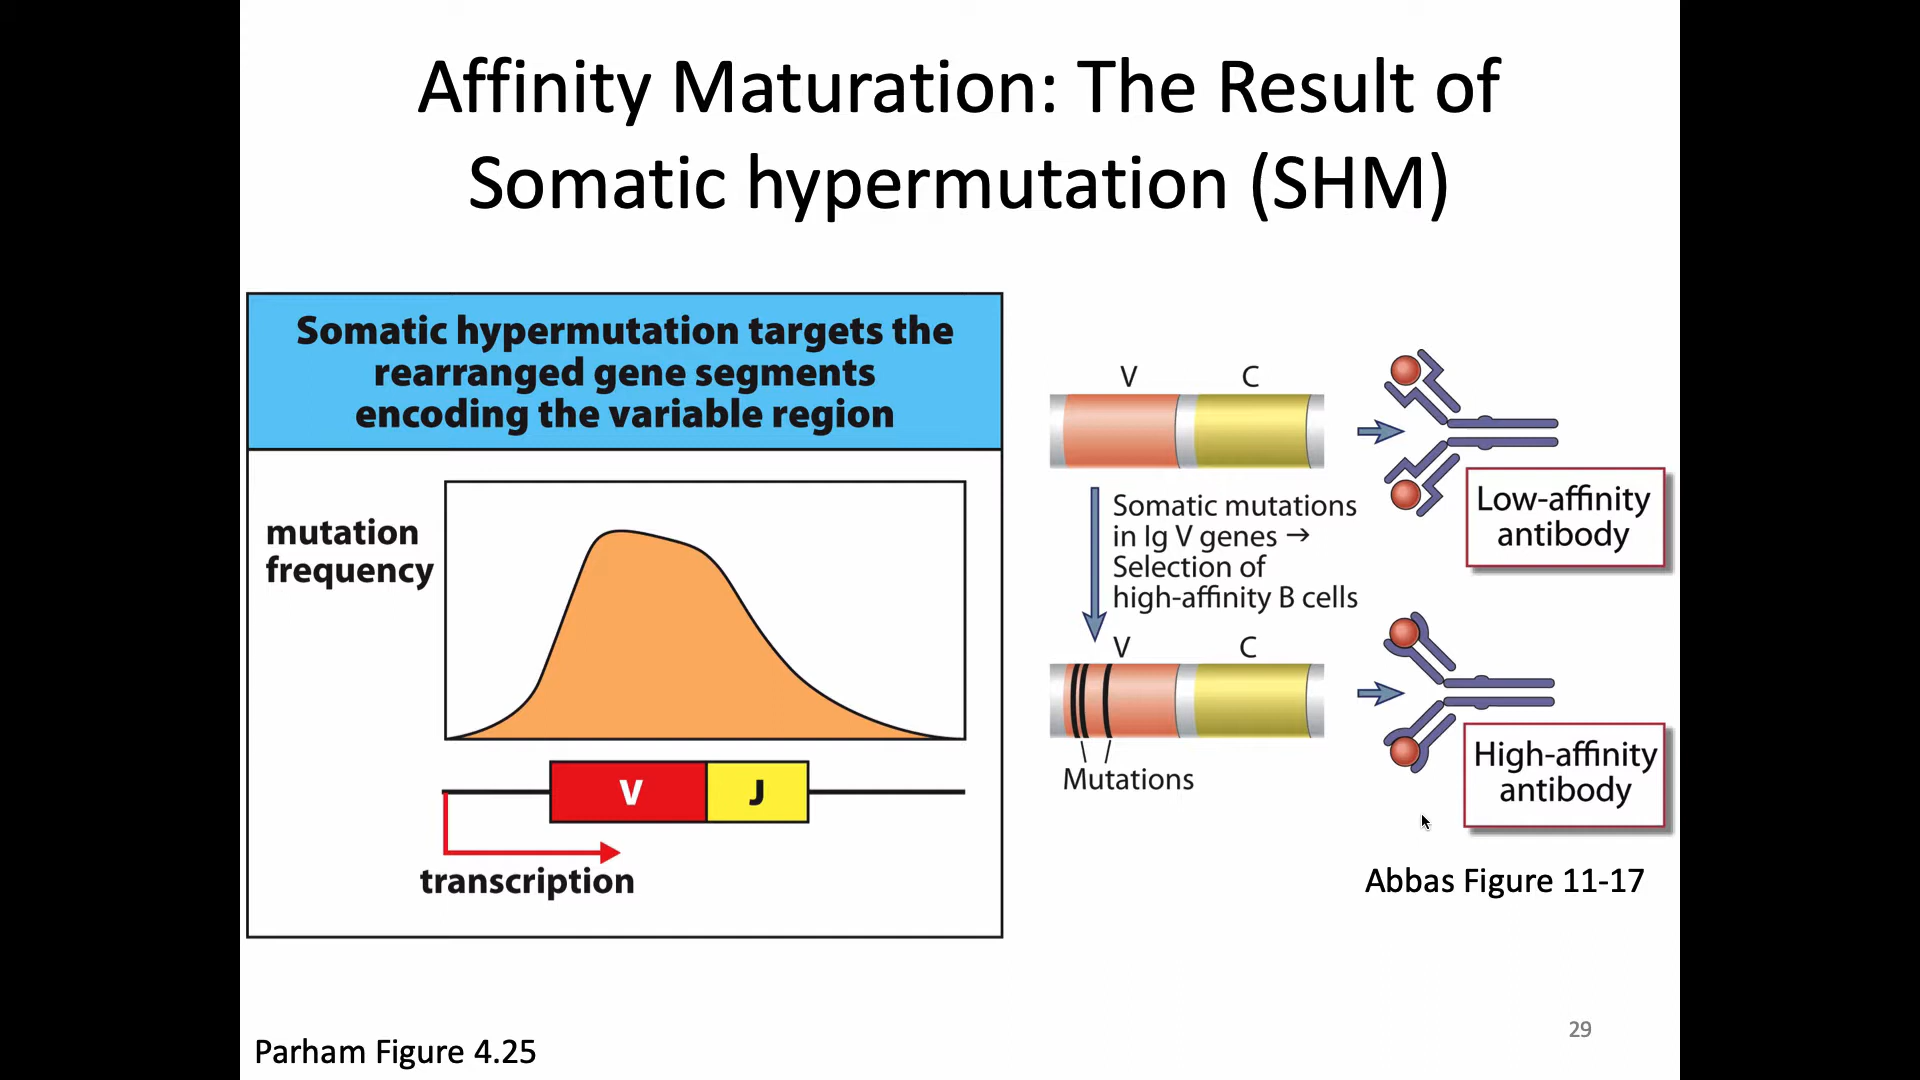 Affinity Maturation: The Result of
Somatic hypermutation (SHM)
Somatic hypermutation targets the
rearranged gene segments
encoding the variable region
mutation
frequency
V
J
transcription
V
C
Low-affinity
antibody
Somatic mutations
in Ig V genes →
Selection of
high-affinity B cells
V
C
Mutations
High-affinity
antibody
Abbas Figure 11-17
29
Parham Figure 4.25